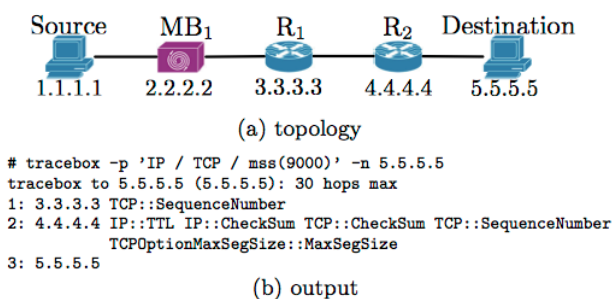 Source MB1 R1 R2 Destination
1.1.1.1 2.2.2.2 3.3.3.3 4.4.4.4 5.5.5.5
(a) topology
# tracebox -p 'IP / TCP / mss(9000)' -n 5.5.5.5
tracebox to 5.5.5.5 (5.5.5.5): 30 hops max
1: 3.3.3.3 TCP::SequenceNumber
2: 4.4.4.4 IP::TTL IP::CheckSum TCP::CheckSum TCP::SequenceNumber
TCPOptionMaxSegSize::MaxSegSize
3: 5.5.5.5
(b) output